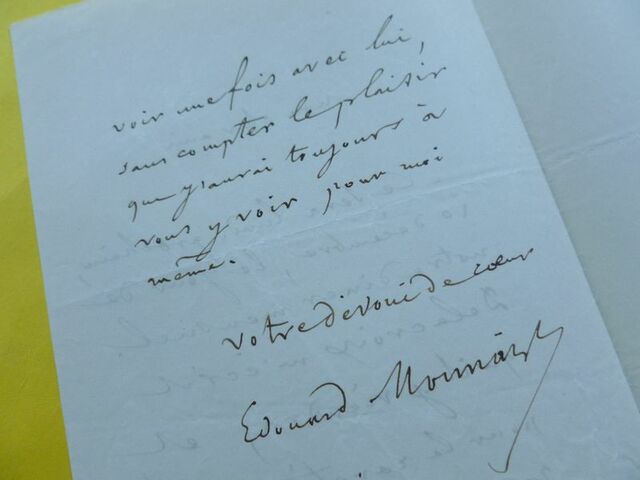 voir une fois avec lui,
sans compter le plaisir
que j'aurai toujours à
vous y voir pour moi
même.
votre dévoué de cœur
Edouard Monnais